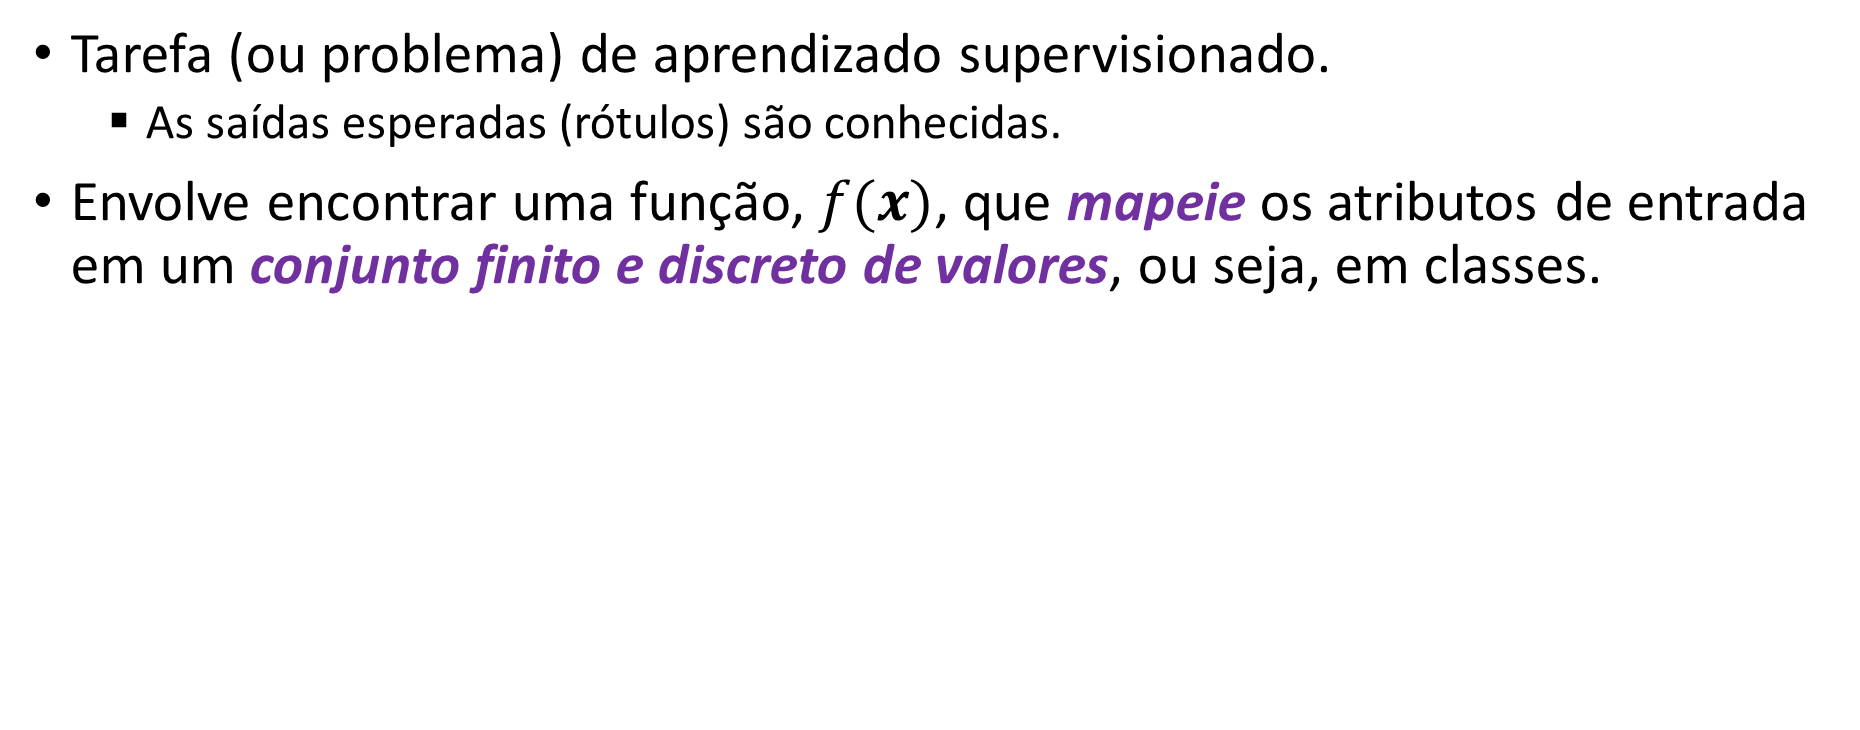 • Tarefa (ou problema) de aprendizado supervisionado.
▪ As saídas esperadas (rótulos) são conhecidas.
• Envolve encontrar uma função, f(x), que mapeie os atributos de entrada
em um conjunto finito e discreto de valores, ou seja, em classes.